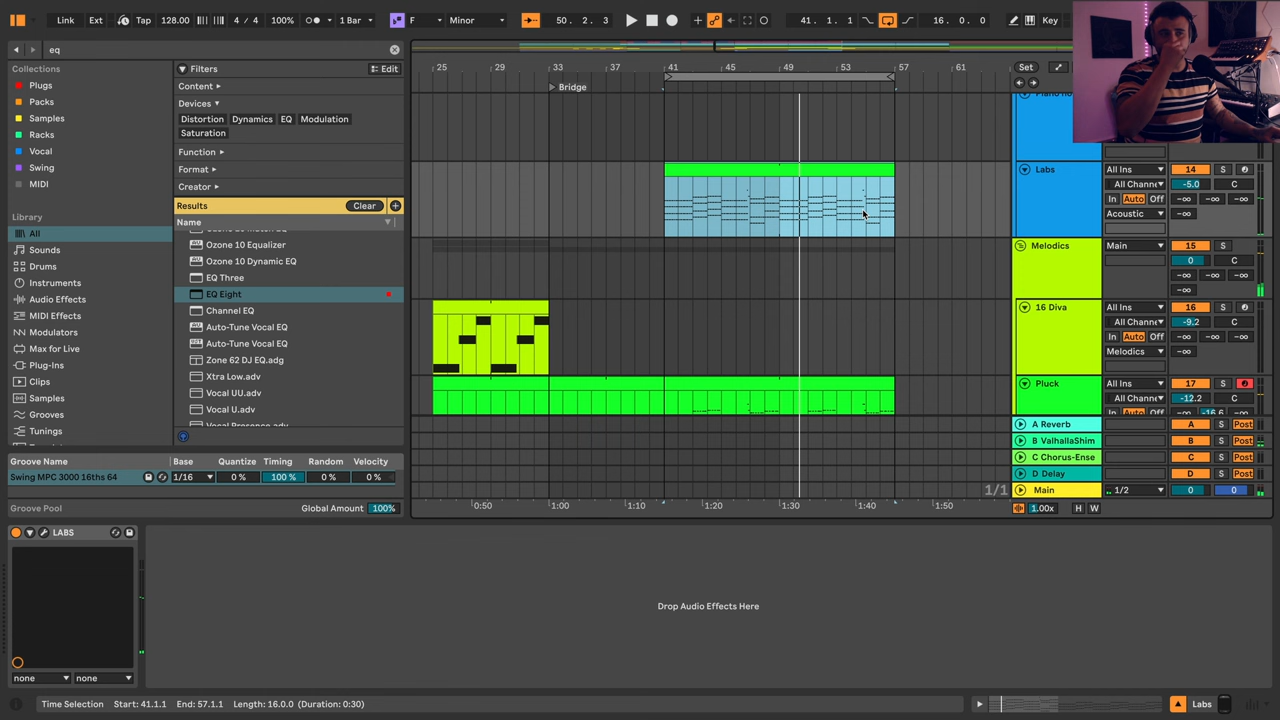 Link Ext Tap 128.00 4 / 4 100% 1 Bar F Minor 50. 2. 3 41. 1. 1 16. 0. 0 Key
eq
Collections
Plugs
Packs
Samples
Racks
Vocal
Swing
MIDI
Library
All
Sounds
Drums
Instruments
Audio Effects
MIDI Effects
Modulators
Max for Live
Plug-Ins
Clips
Samples
Grooves
Tunings
Filters Edit
Content
Devices
Distortion Dynamics EQ Modulation
Saturation
Function
Format
Creator
Results Clear
Name
Ozone 10 Equalizer
Ozone 10 Dynamic EQ
EQ Three
EQ Eight
Channel EQ
Auto-Tune Vocal EQ
Auto-Tune Vocal EQ
Zone 62 DJ EQ.adg
Xtra Low.adv
Vocal UU.adv
Vocal U.adv
Vocal Presence.adv
Groove Name Base Quantize Timing Random Velocity
Swing MPC 3000 16ths 64 1/16 0 % 100 % 0 % 0 %
Groove Pool Global Amount 100%
25 29 33 37 41 45 49 53 57 61
Bridge
Set
Labs All Ins 14 S
All Channe -5.0 C
In Auto Off -∞ -∞
Acoustic -∞
Melodics Main 15 S
0 C
-∞ -∞ -∞
-∞
16 Diva All Ins 16 S
All Channe -9.2 C
In Auto Off -∞ -∞
Melodics -∞
Pluck All Ins 17 S
All Channe -12.2 C
In Auto Off -∞ -16.6
A Reverb A S Post
B ValhallaShim B S Post
C Chorus-Ense C S Post
D Delay D S Post
1/1 Main 1/2 0 0
0:50 1:00 1:10 1:20 1:30 1:40 1:50 1.00x H W
LABS
none none
Drop Audio Effects Here
Time Selection Start: 41.1.1 End: 57.1.1 Length: 16.0.0 (Duration: 0:30) Labs